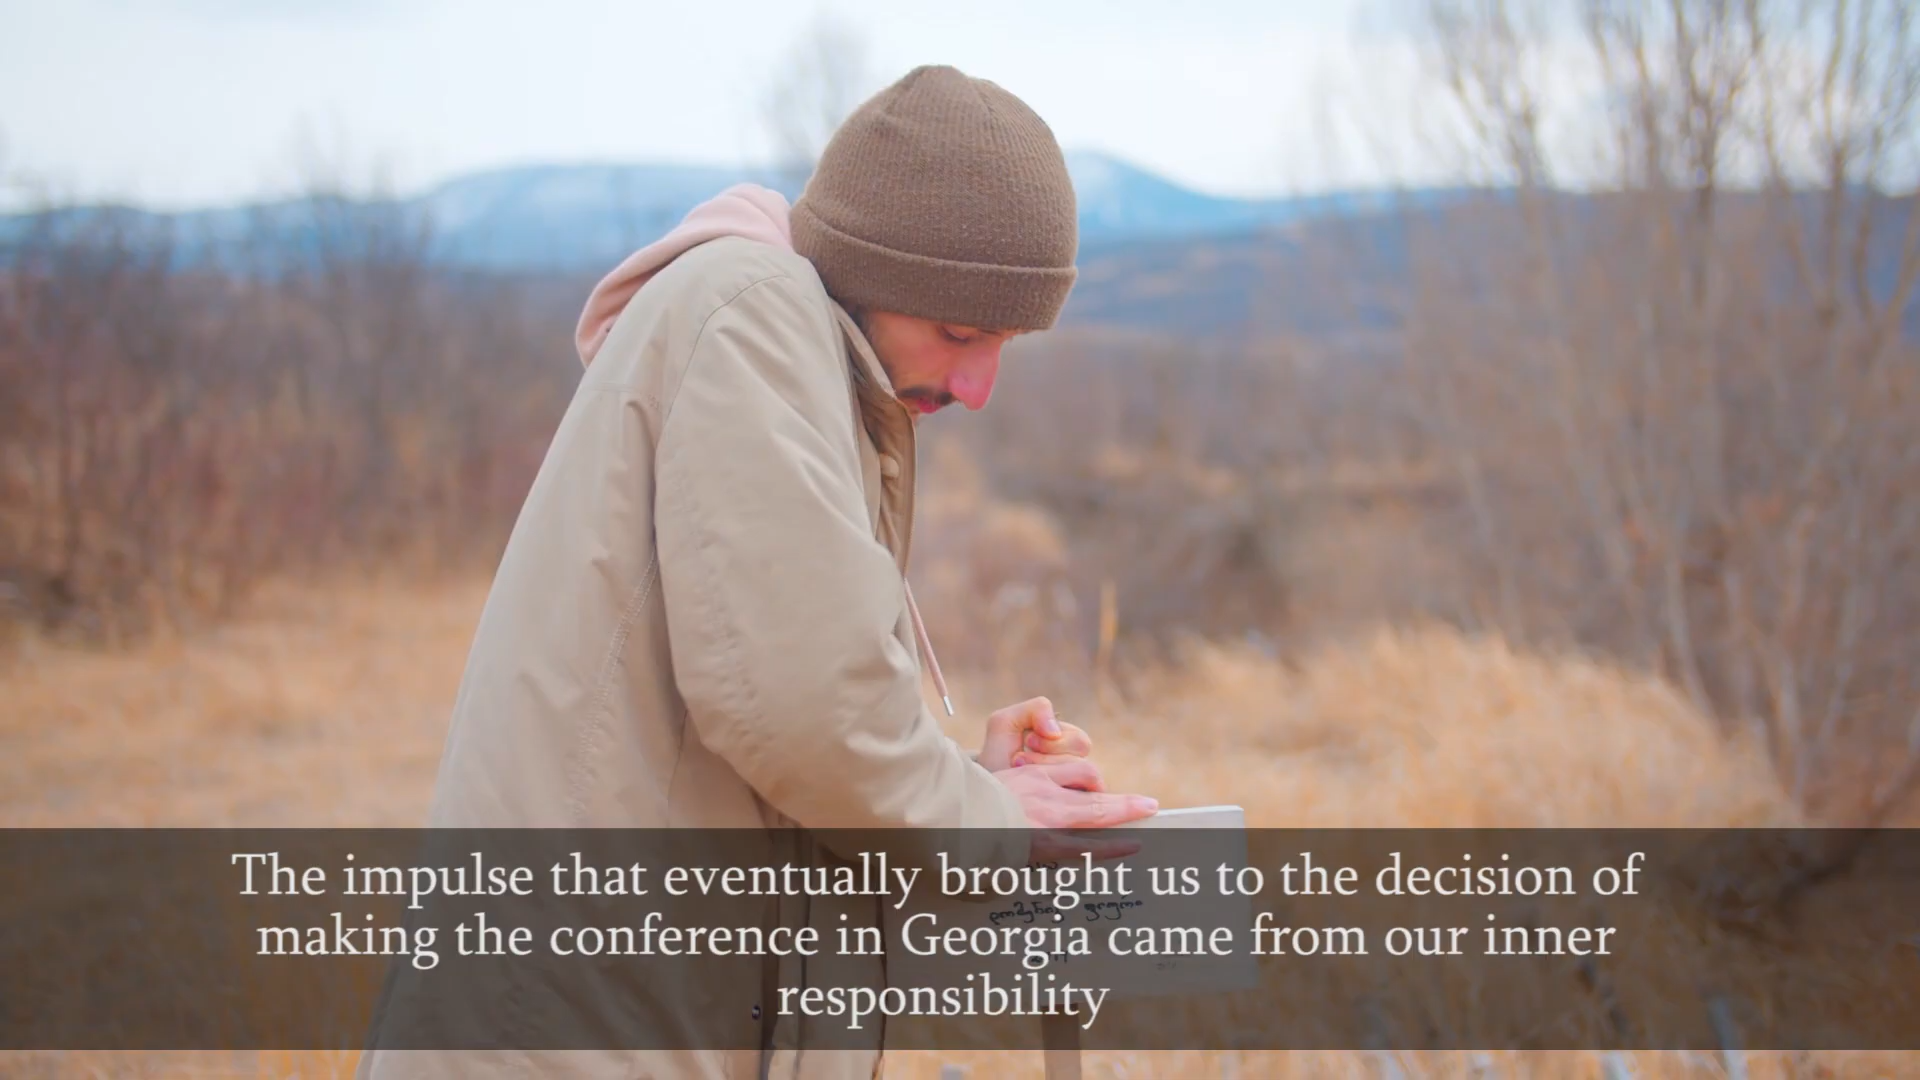 The impulse that eventually brought us to the decision of
making the conference in Georgia came from our inner
responsibility